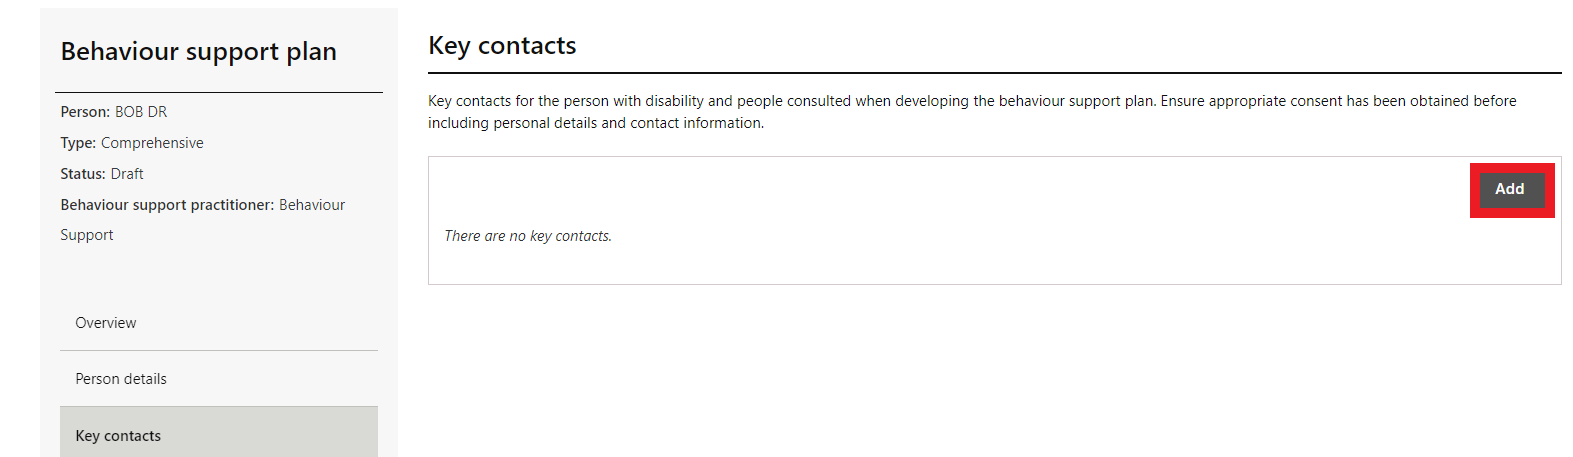 Behaviour support plan
Person: BOB DR
Type: Comprehensive
Status: Draft
Behaviour support practitioner: Behaviour
Support
Overview
Person details
Key contacts
Key contacts
Key contacts for the person with disability and people consulted when developing the behaviour support plan. Ensure appropriate consent has been obtained before
including personal details and contact information.
Add
There are no key contacts.